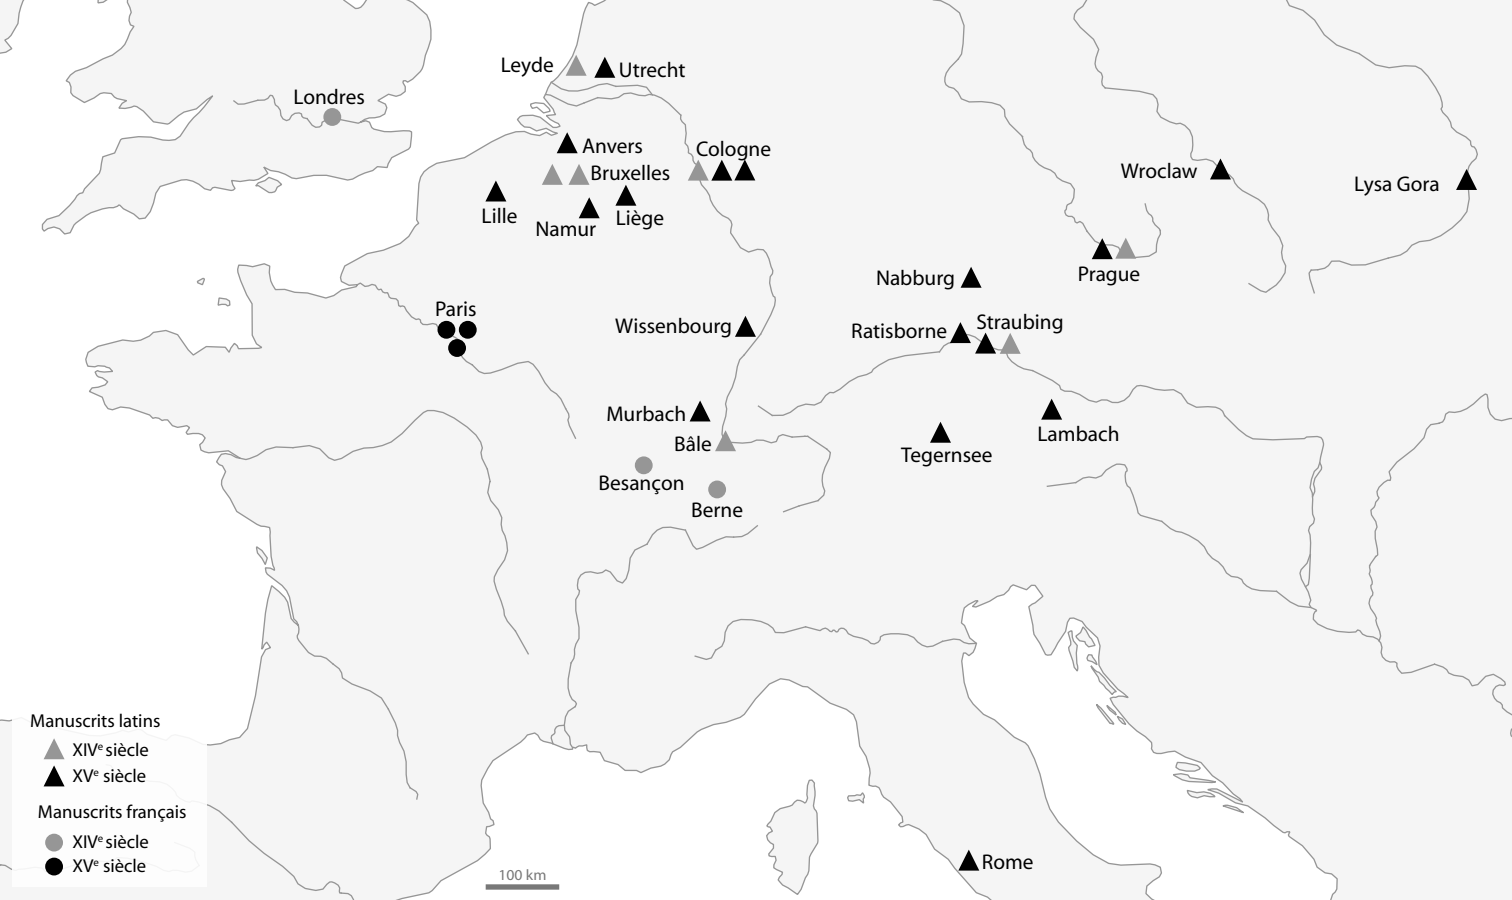 Leyde
Utrecht
Londres
Anvers
Cologne
Bruxelles
Wroclaw
Lysa Gora
Lille
Liège
Namur
Prague
Nabburg
Paris
Wissenbourg
Ratisborne
Straubing
Murbach
Bâle
Lambach
Tegernsee
Besançon
Berne
Manuscrits latins
XIVe siècle
XVe siècle
Manuscrits français
XIVe siècle
XVe siècle
100 km
Rome